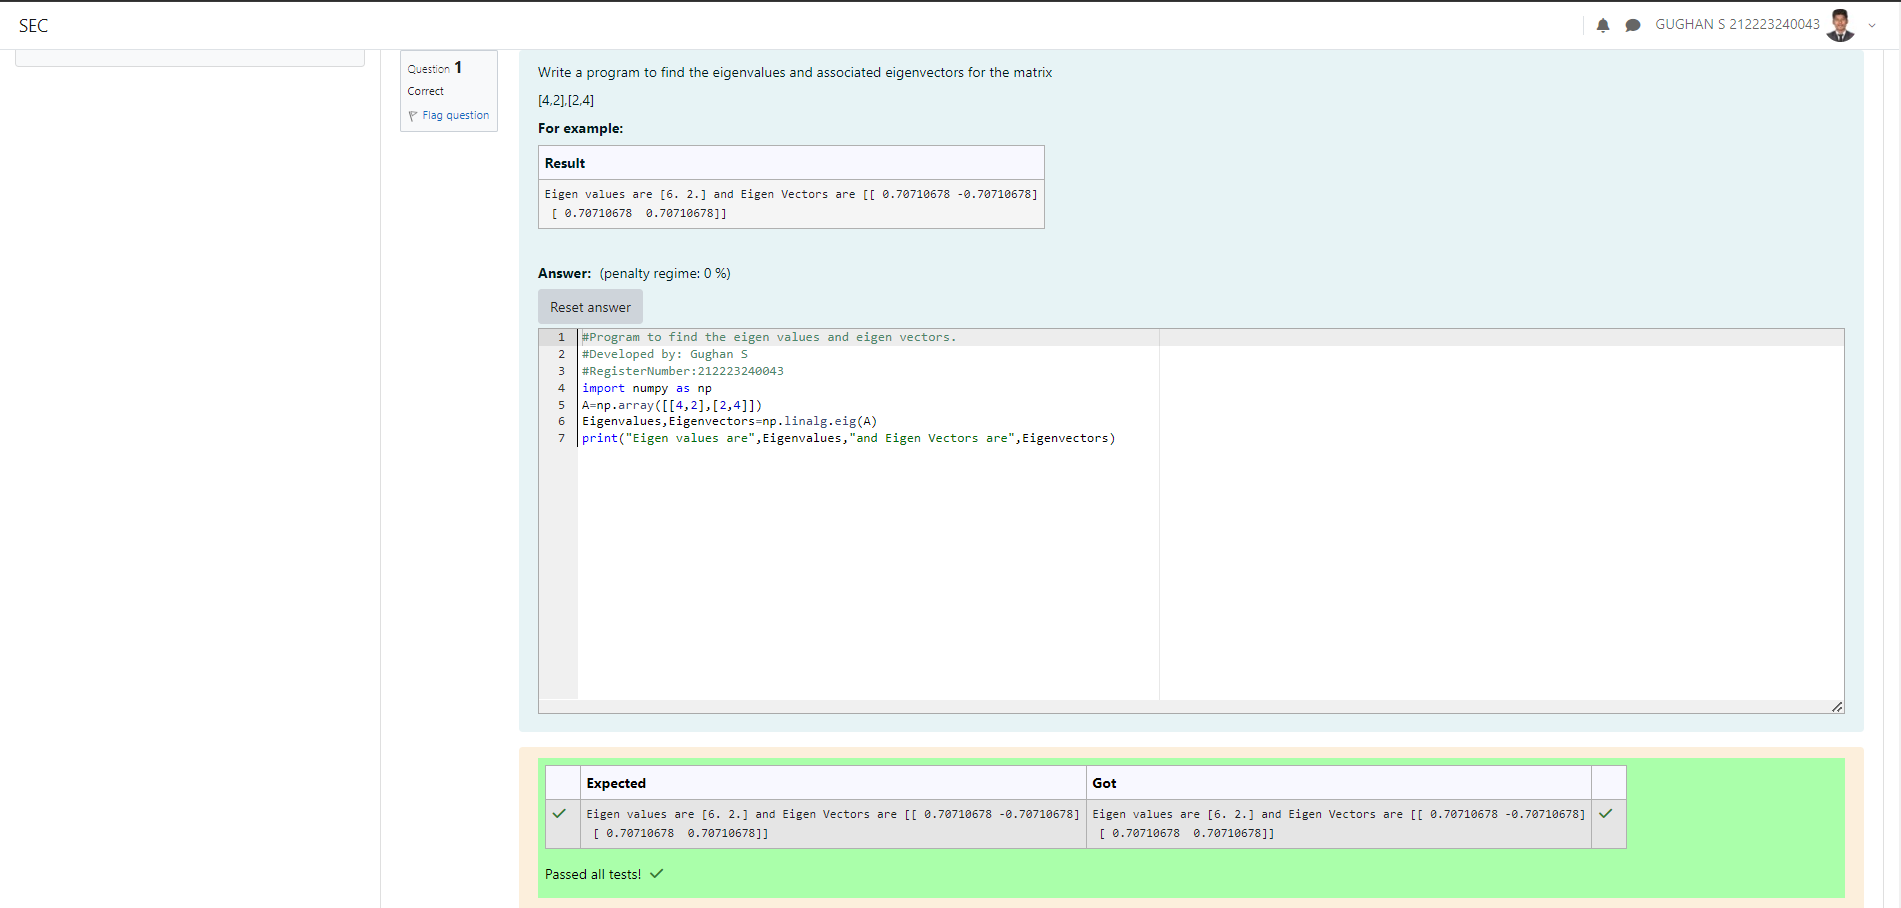 SEC
GUGHAN S 212223240043
Question 1
Correct
Flag question
Write a program to find the eigenvalues and associated eigenvectors for the matrix
[4,2],[2,4]
For example:
Result
Eigen values are [6. 2.] and Eigen Vectors are [[ 0.70710678 -0.70710678]
[ 0.70710678  0.70710678]]
Answer: (penalty regime: 0 %)
Reset answer
1 #Program to find the eigen values and eigen vectors.
2 #Developed by: Gughan S
3 #RegisterNumber:212223240043
4 import numpy as np
5 A=np.array([[4,2],[2,4]])
6 Eigenvalues,Eigenvectors=np.linalg.eig(A)
7 print("Eigen values are",Eigenvalues,"and Eigen Vectors are",Eigenvectors)
Expected Got
Eigen values are [6. 2.] and Eigen Vectors are [[ 0.70710678 -0.70710678] Eigen values are [6. 2.] and Eigen Vectors are [[ 0.70710678 -0.70710678]
[ 0.70710678  0.70710678]] [ 0.70710678  0.70710678]]
Passed all tests!